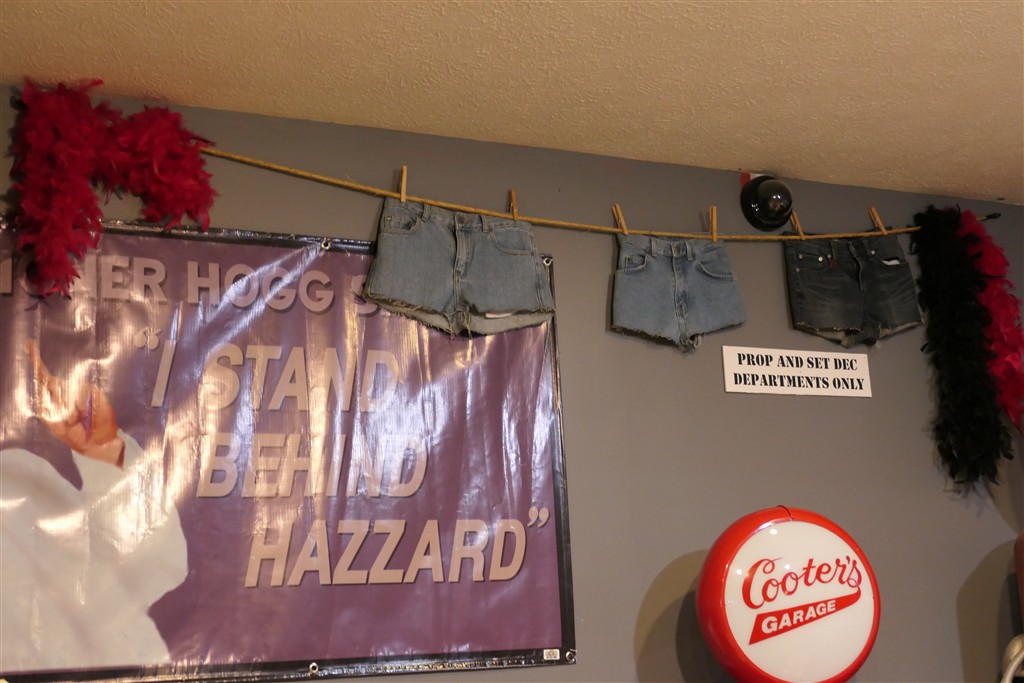 HOGG
"I STAND
BEHIND
HAZZARD"
PROP AND SET DEC
DEPARTMENTS ONLY
Cooter's
GARAGE